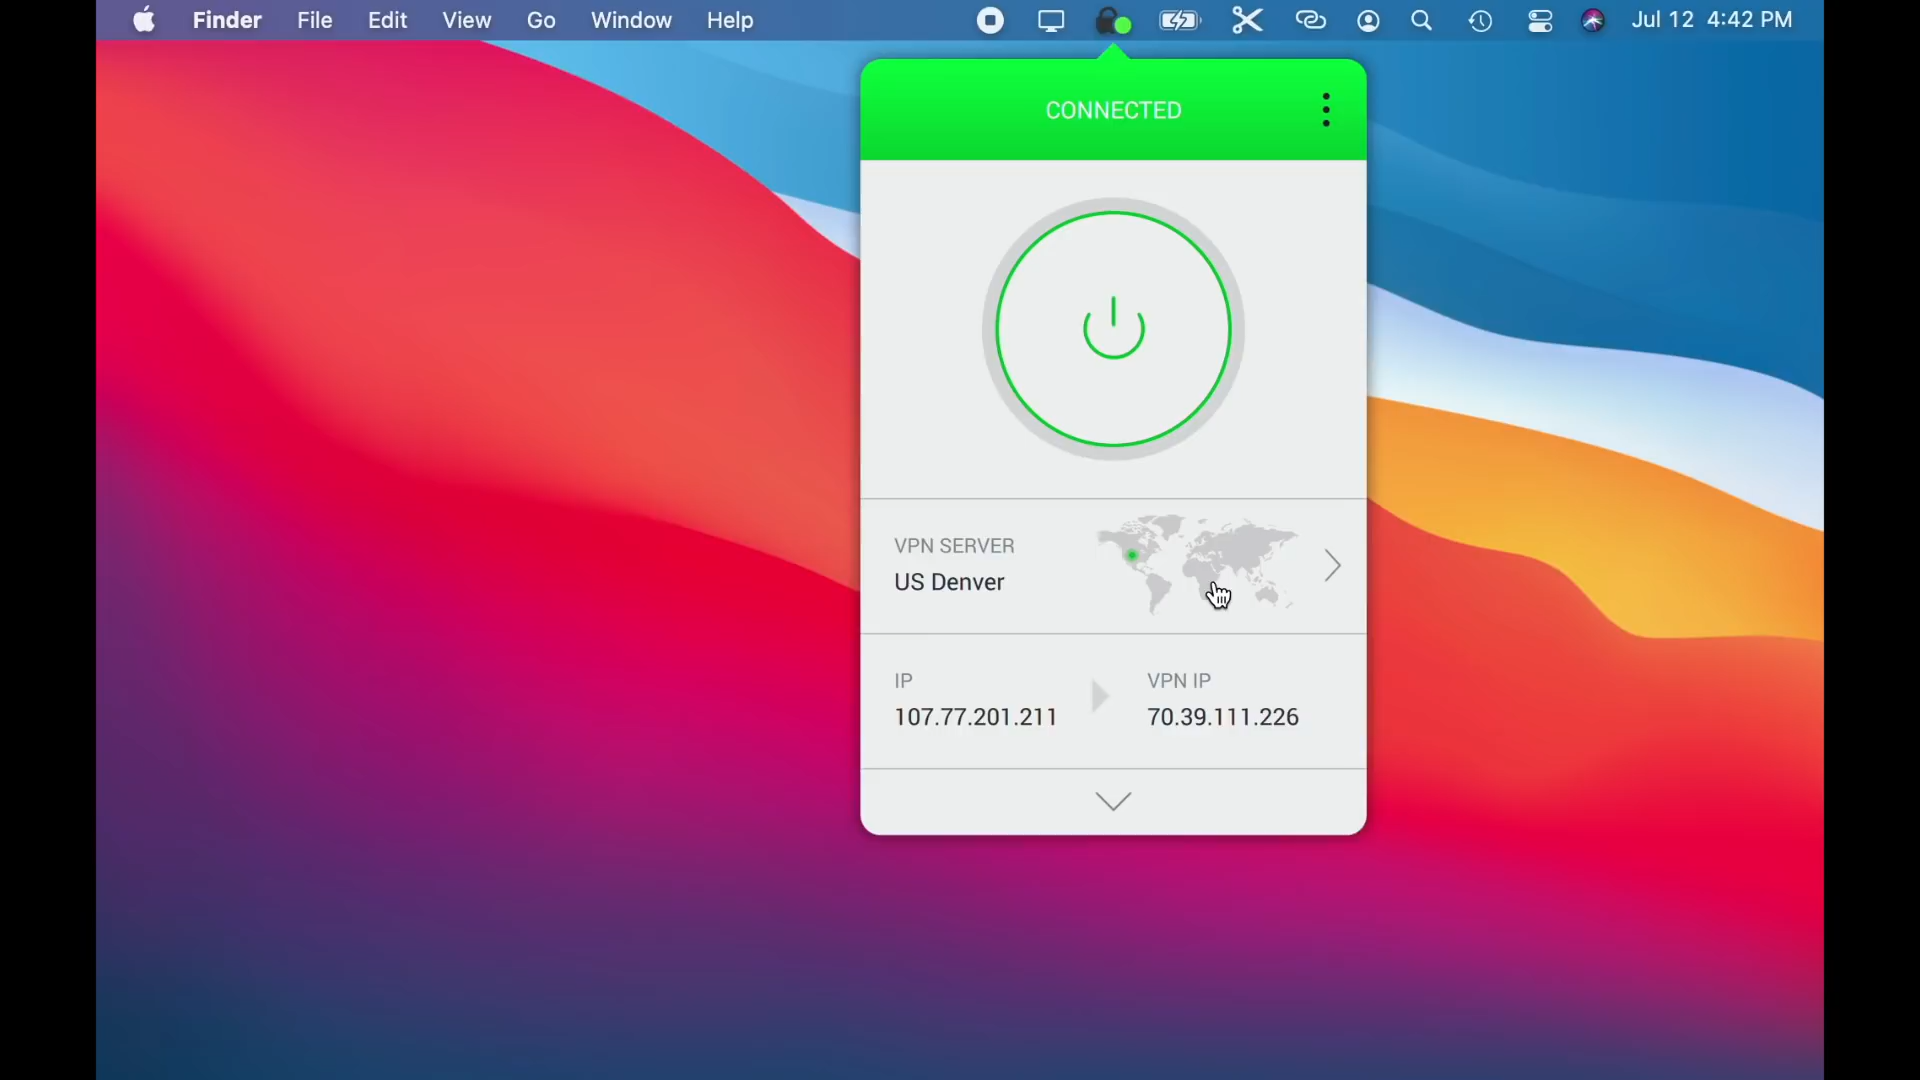 Finder File Edit View Go Window Help Jul 12 4:42 PM
CONNECTED
VPN SERVER
US Denver
IP VPN IP
107.77.201.211 70.39.111.226